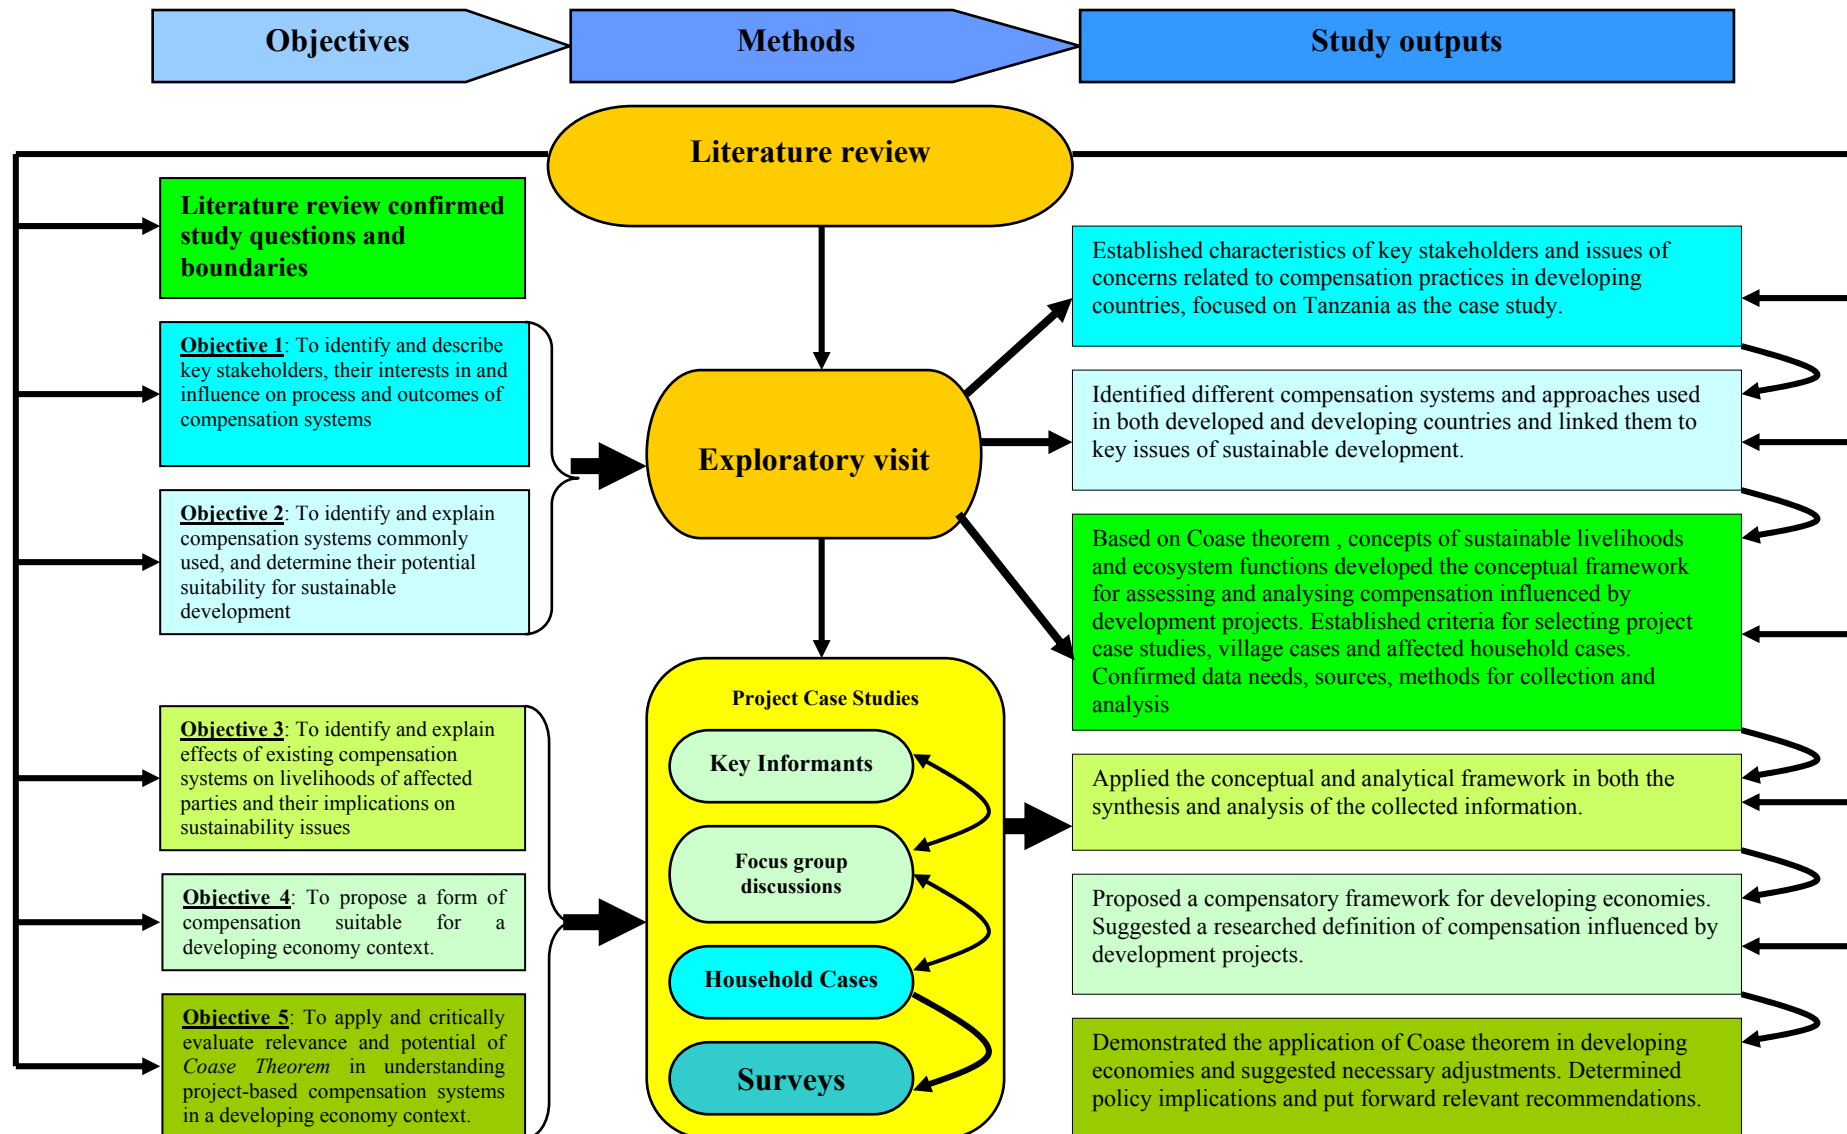 Objectives
Methods
Study outputs
Literature review
Literature review confirmed
study questions and
boundaries
Objective 1: To identify and describe
key stakeholders, their interests in and
influence on process and outcomes of
compensation systems
Objective 2: To identify and explain
compensation systems commonly
used, and determine their potential
suitability for sustainable
development
Objective 3: To identify and explain
effects of existing compensation
systems on livelihoods of affected
parties and their implications on
sustainability issues
Objective 4: To propose a form of
compensation suitable for a
developing economy context.
Objective 5: To apply and critically
evaluate relevance and potential of
Coase Theorem in understanding
project-based compensation systems
in a developing economy context.
Exploratory visit
Project Case Studies
Key Informants
Focus group
discussions
Household Cases
Surveys
Established characteristics of key stakeholders and issues of
concerns related to compensation practices in developing
countries, focused on Tanzania as the case study.
Identified different compensation systems and approaches used
in both developed and developing countries and linked them to
key issues of sustainable development.
Based on Coase theorem , concepts of sustainable livelihoods
and ecosystem functions developed the conceptual framework
for assessing and analysing compensation influenced by
development projects. Established criteria for selecting project
case studies, village cases and affected household cases.
Confirmed data needs, sources, methods for collection and
analysis
Applied the conceptual and analytical framework in both the
synthesis and analysis of the collected information.
Proposed a compensatory framework for developing economies.
Suggested a researched definition of compensation influenced by
development projects.
Demonstrated the application of Coase theorem in developing
economies and suggested necessary adjustments. Determined
policy implications and put forward relevant recommendations.